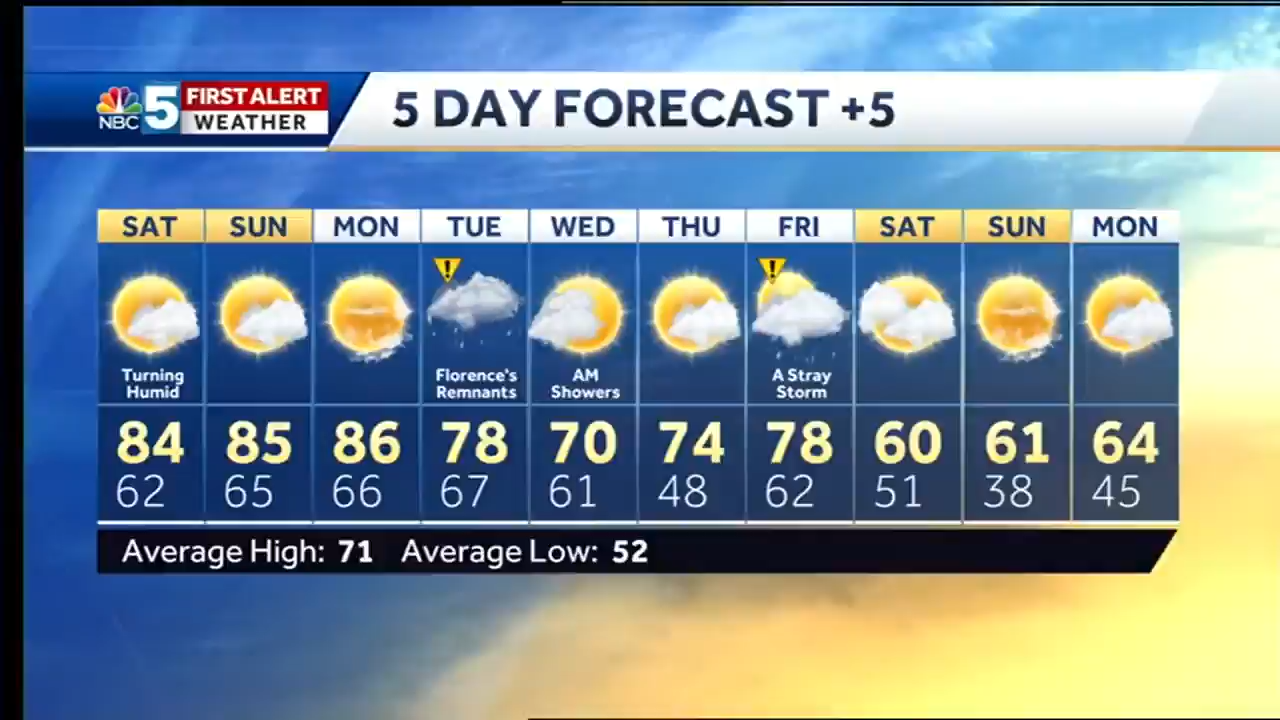 NBC 5 FIRST ALERT
WEATHER
5 DAY FORECAST +5
SAT SUN MON TUE WED THU FRI SAT SUN MON
! !
Turning Florence's AM A Stray
Humid Remnants Showers Storm
84 85 86 78 70 74 78 60 61 64
62 65 66 67 61 48 62 51 38 45
Average High: 71 Average Low: 52